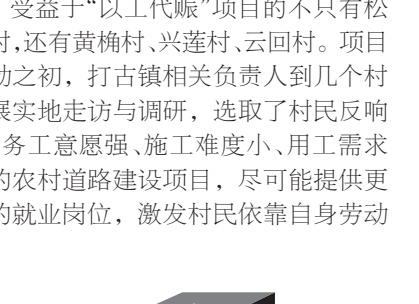 受益于“以工代赈”项目的不只有松
村,还有黄桷村、兴莲村、云回村。项目
动之初，打古镇相关负责人到几个村
展实地走访与调研，选取了村民反响
务工意愿强、施工难度小、用工需求
的农村道路建设项目，尽可能提供更
的就业岗位，激发村民依靠自身劳动